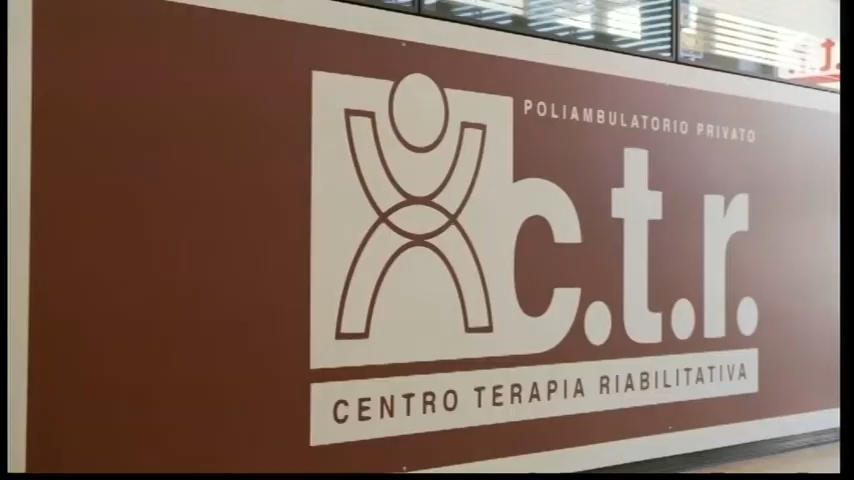 POLIAMBULATORIO PRIVATO
c.t.r.
CENTRO TERAPIA RIABILITATIVA